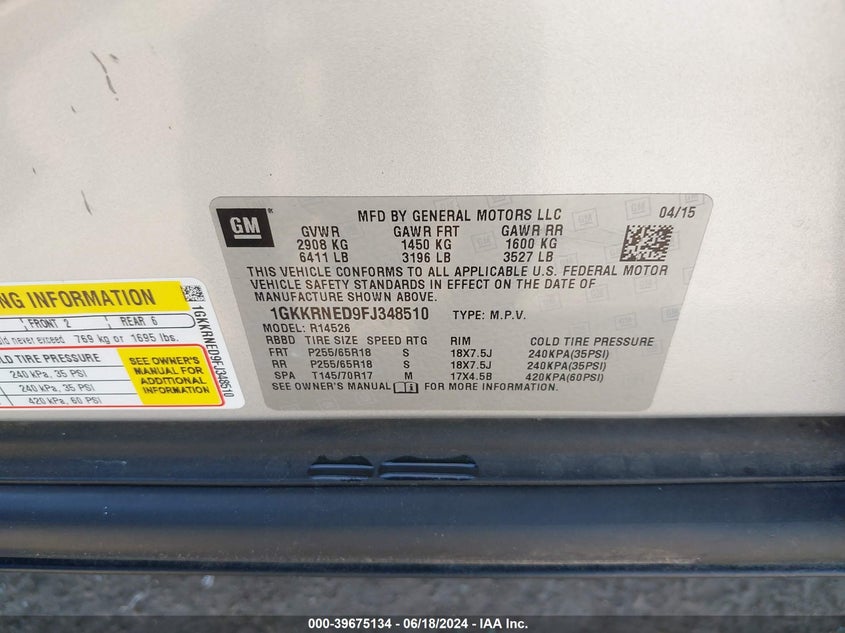 GM
MFD BY GENERAL MOTORS LLC 04/15
GVWR GAWR FRT GAWR RR
2908 KG 1450 KG 1600 KG
6411 LB 3196 LB 3527 LB
THIS VEHICLE CONFORMS TO ALL APPLICABLE U.S. FEDERAL MOTOR
VEHICLE SAFETY STANDARDS IN EFFECT ON THE DATE OF
MANUFACTURE SHOWN ABOVE.
1GKKRNED9FJ348510 TYPE: M.P.V.
MODEL: R14526
RBBD TIRE SIZE SPEED RTG RIM COLD TIRE PRESSURE
FRT P255/65R18 S 18X7.5J 240KPA(35PSI)
RR P255/65R18 S 18X7.5J 240KPA(35PSI)
SPA T145/70R17 M 17X4.5B 420KPA(60PSI)
SEE OWNER'S MANUAL FOR MORE INFORMATION.
NG INFORMATION
FRONT 2 REAR 6
never exceed 769 kg or 1695 lbs.
COLD TIRE PRESSURE
240 kPa, 35 PSI
240 kPa, 35 PSI
420 kPa, 60 PSI
SEE OWNER'S
MANUAL FOR
ADDITIONAL
INFORMATION
1GKKRNED9FJ348510
000-39675134 - 06/18/2024 - IAA Inc.